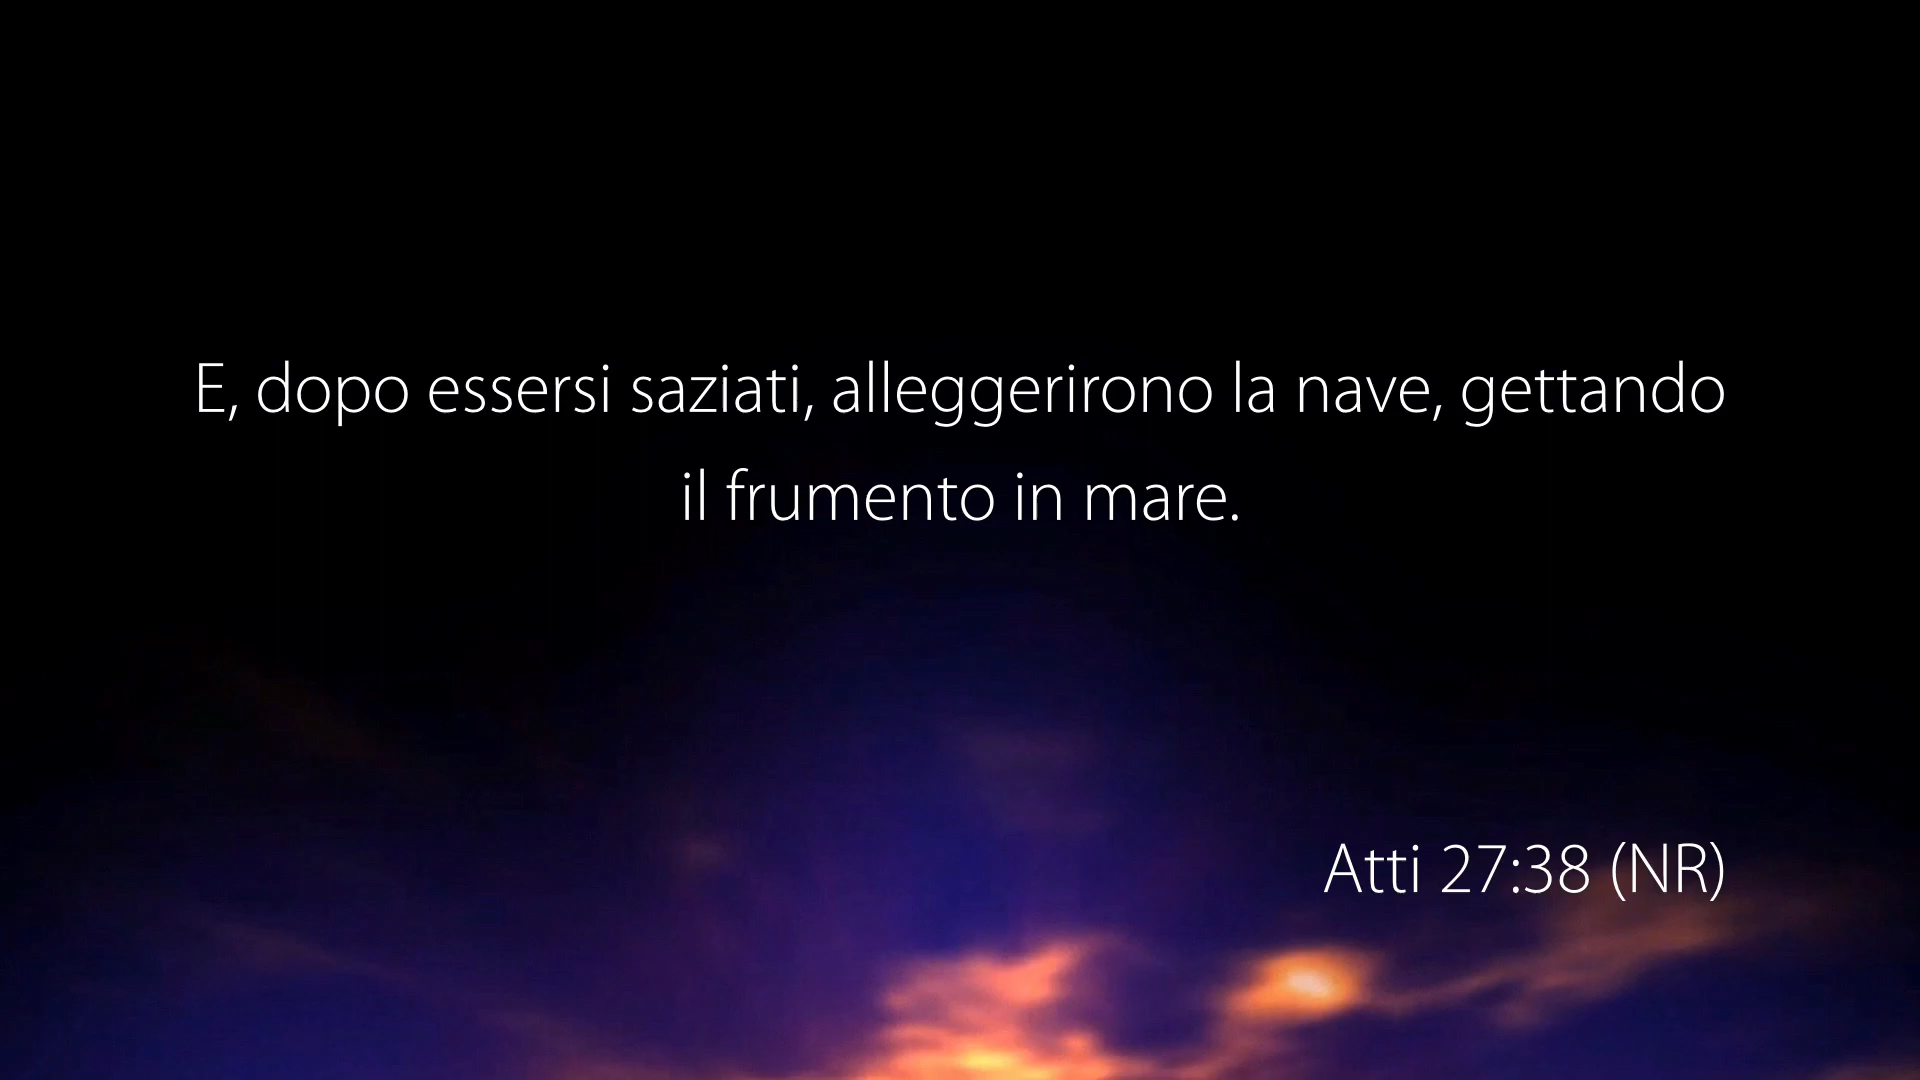 E, dopo essersi saziati, alleggerirono la nave, gettando
il frumento in mare.
Atti 27:38 (NR)